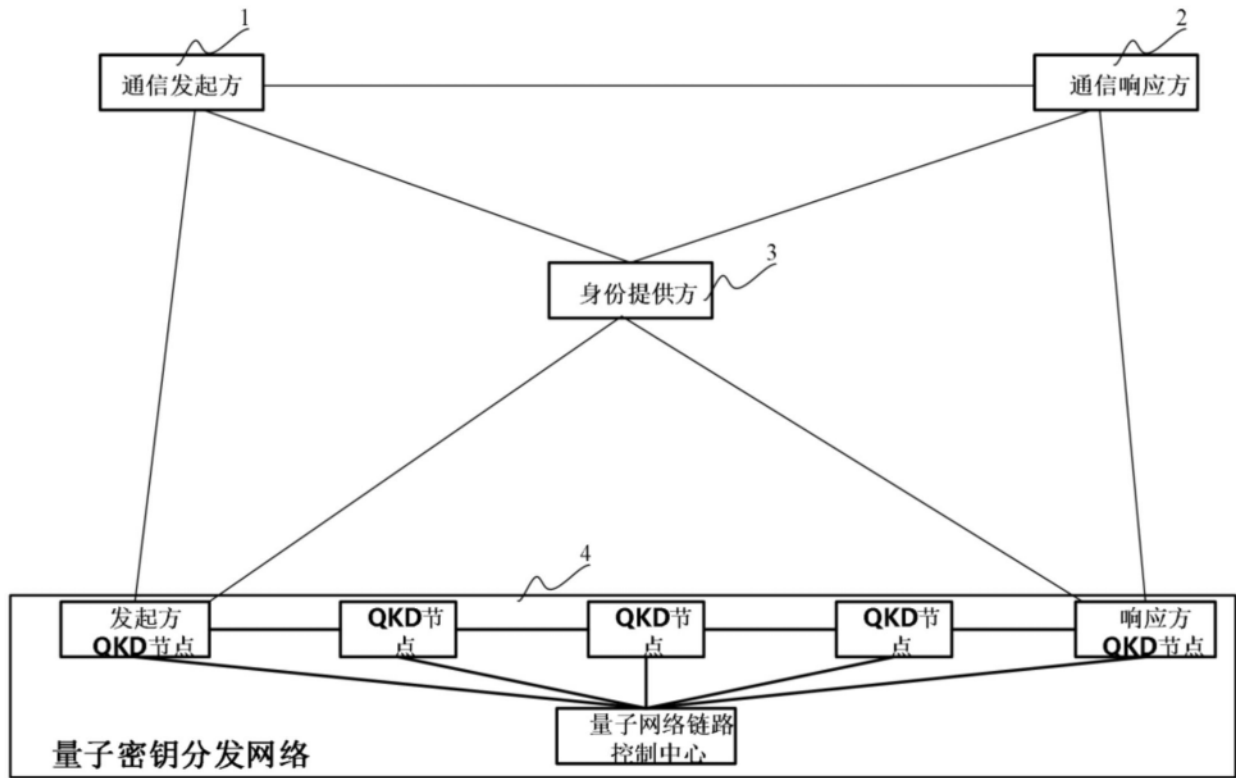 1
2
通信发起方
通信响应方
3
身份提供方
4
发起方
QKD节点
QKD节
点
QKD节
点
QKD节
点
响应方
QKD节点
量子网络链路
控制中心
量子密钥分发网络